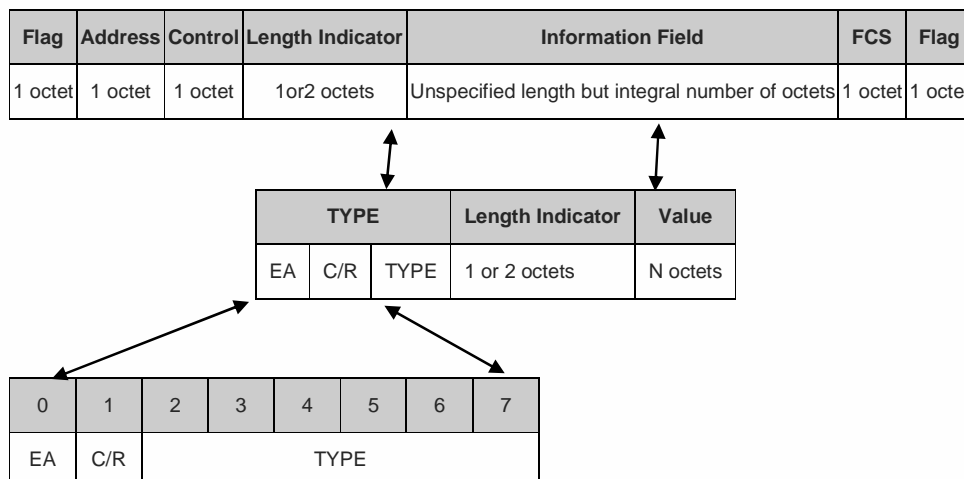 Flag Address Control Length Indicator Information Field FCS Flag
1 octet 1 octet 1 octet 1or2 octets Unspecified length but integral number of octets 1 octet 1 octe
TYPE Length Indicator Value
EA C/R TYPE 1 or 2 octets N octets
0 1 2 3 4 5 6 7
EA C/R TYPE